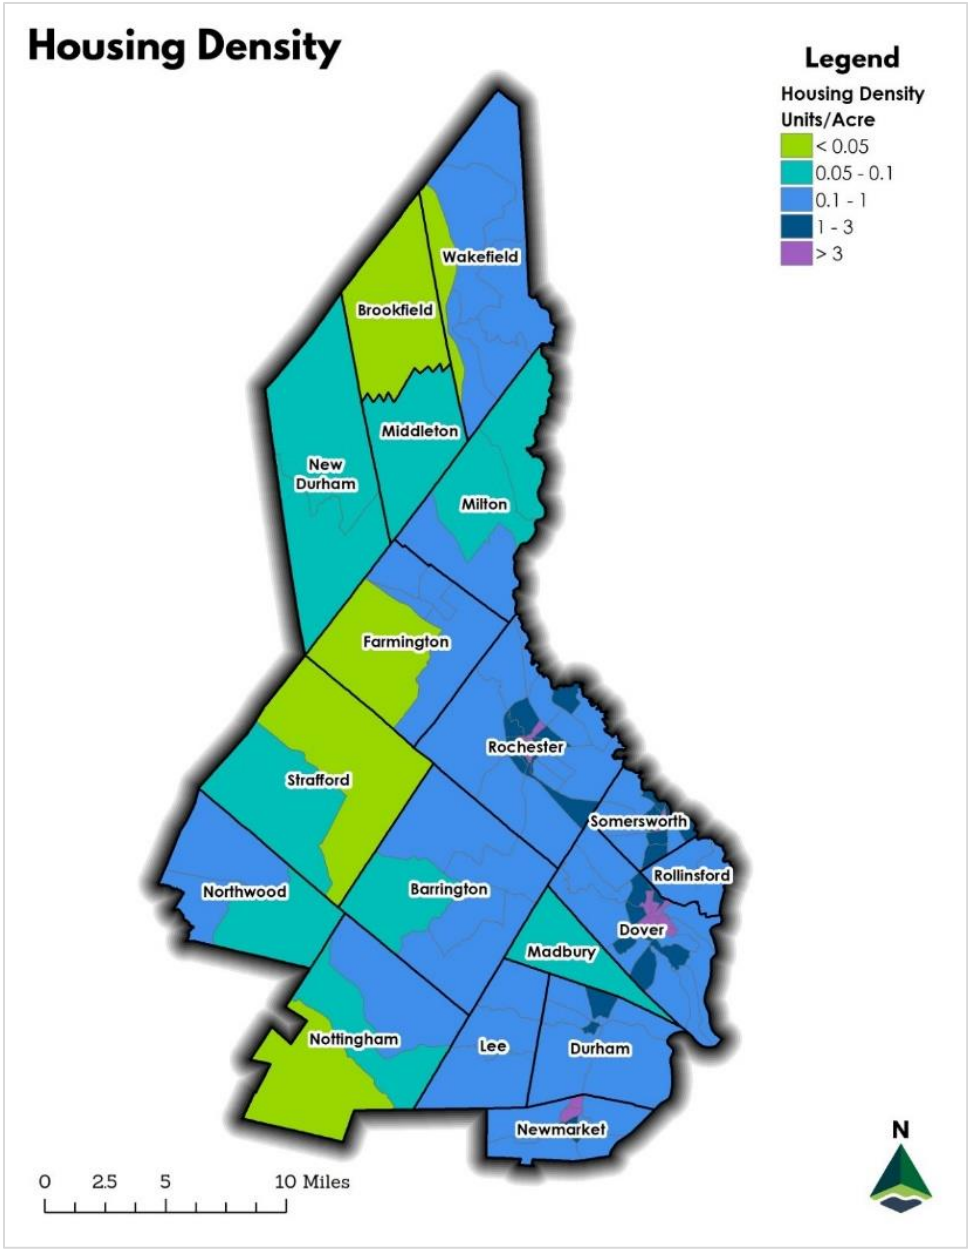 Housing Density
Legend
Housing Density
Units/Acre
< 0.05
0.05 - 0.1
0.1 - 1
1 - 3
> 3
Wakefield
Brookfield
Middleton
New
Durham
Milton
Farmington
Rochester
Strafford
Somersworth
Rollinsford
Northwood
Barrington
Dover
Madbury
Nottingham
Lee
Durham
Newmarket
N
0 2.5 5 10 Miles